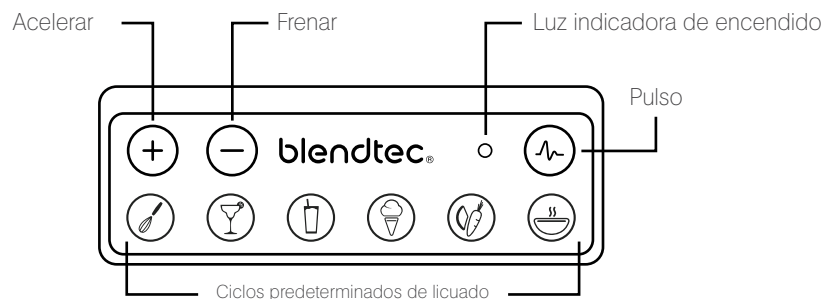 Acelerar
Frenar
Luz indicadora de encendido
Pulso
blendtec®
Ciclos predeterminados de licuado